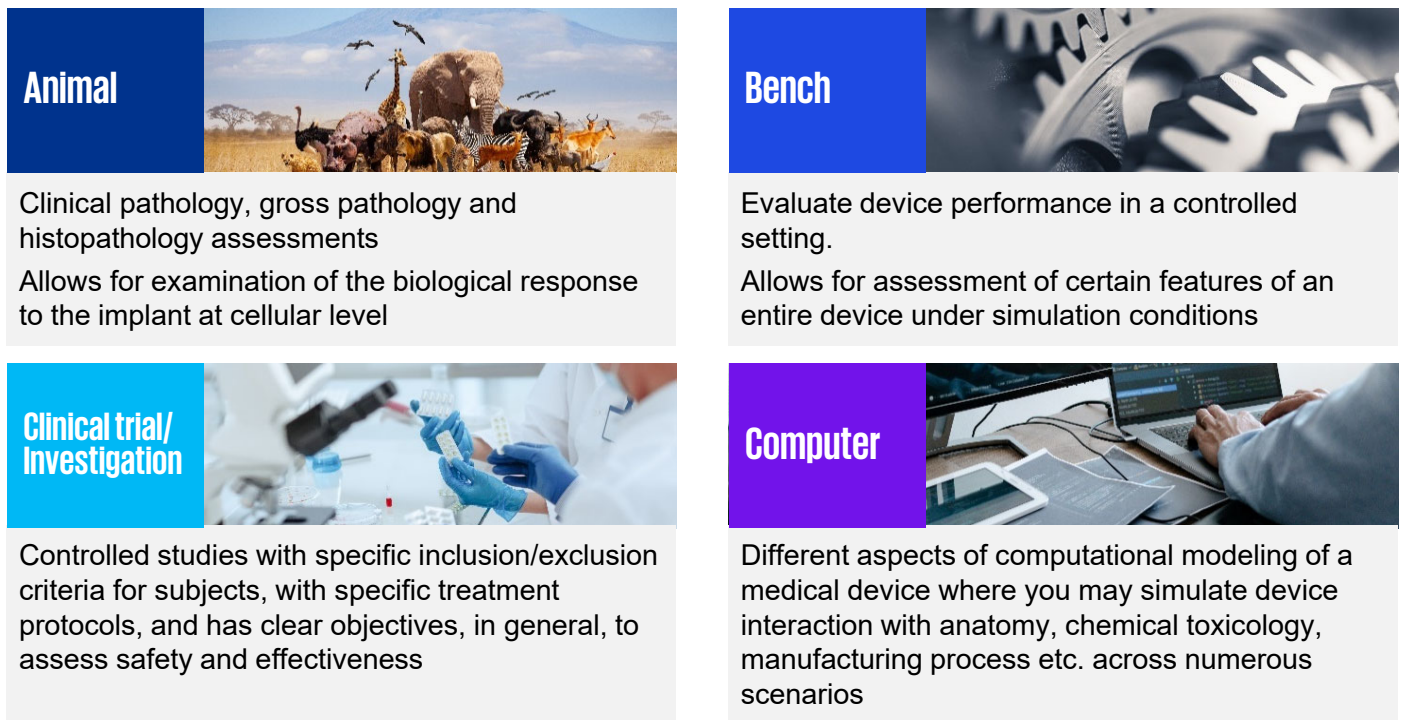 Animal
Clinical pathology, gross pathology and
histopathology assessments
Allows for examination of the biological response
to the implant at cellular level
Bench
Evaluate device performance in a controlled
setting.
Allows for assessment of certain features of an
entire device under simulation conditions
Clinical trial/
Investigation
Controlled studies with specific inclusion/exclusion
criteria for subjects, with specific treatment
protocols, and has clear objectives, in general, to
assess safety and effectiveness
Computer
Different aspects of computational modeling of a
medical device where you may simulate device
interaction with anatomy, chemical toxicology,
manufacturing process etc. across numerous
scenarios